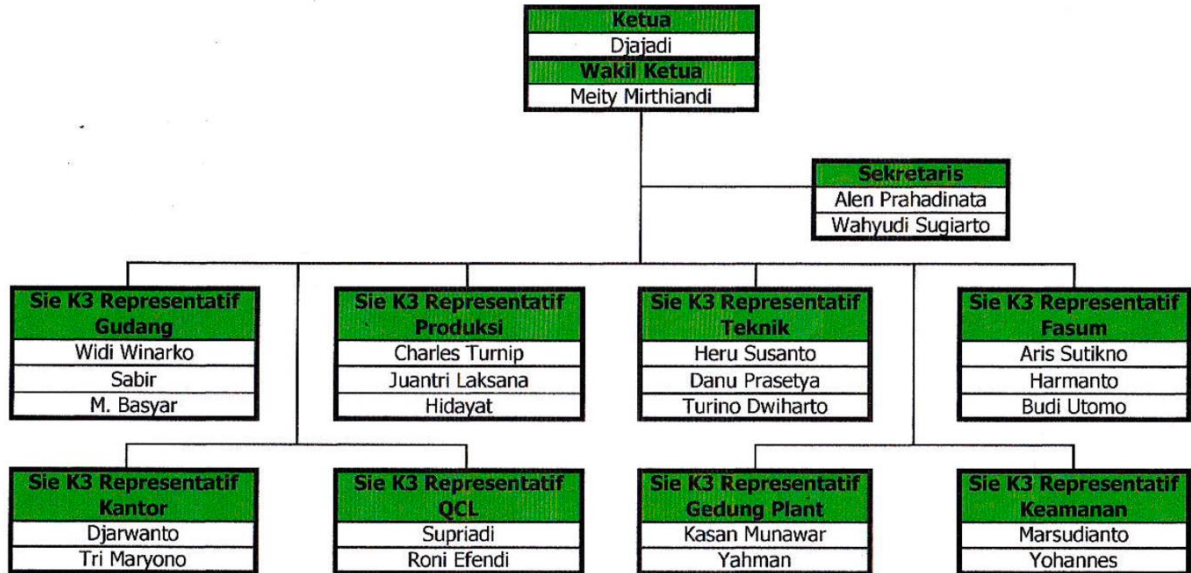 Ketua
Djajadi
Wakil Ketua
Meity Mirthiandi
Sekretaris
Alen Prahadinata
Wahyudi Sugiarto
Sie K3 Representatif
Gudang
Widi Winarko
Sabir
M. Basyar
Sie K3 Representatif
Produksi
Charles Turnip
Juantri Laksana
Hidayat
Sie K3 Representatif
Teknik
Heru Susanto
Danu Prasetya
Turino Dwiharto
Sie K3 Representatif
Fasum
Aris Sutikno
Harmanto
Budi Utomo
Sie K3 Representatif
Kantor
Djarwanto
Tri Maryono
Sie K3 Representatif
QCL
Supriadi
Roni Efendi
Sie K3 Representatif
Gedung Plant
Kasan Munawar
Yahman
Sie K3 Representatif
Keamanan
Marsudianto
Yohannes